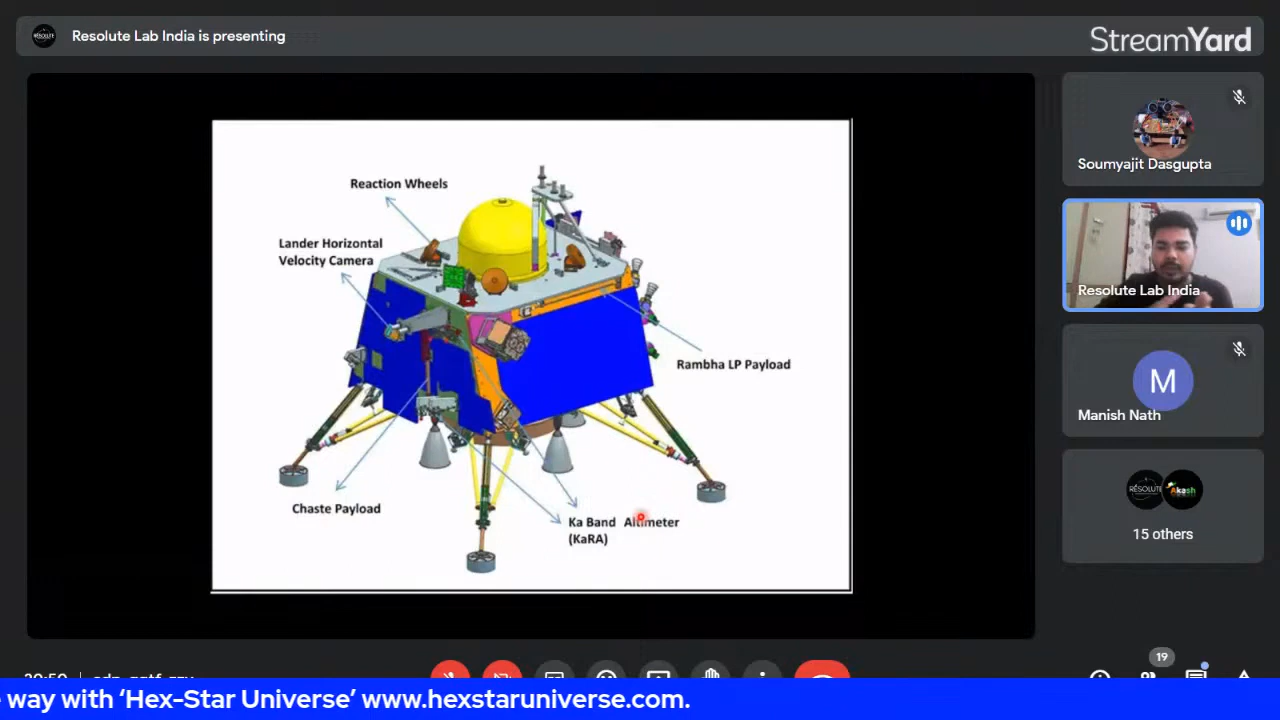 Resolute Lab India is presenting
StreamYard
Reaction Wheels
Lander Horizontal
Velocity Camera
Rambha LP Payload
Chaste Payload
Ka Band Altimeter
(KaRA)
Soumyajit Dasgupta
Resolute Lab India
M
Manish Nath
RÉSOLUTE
Akash
15 others
19
way with ‘Hex-Star Universe’ www.hexstaruniverse.com.